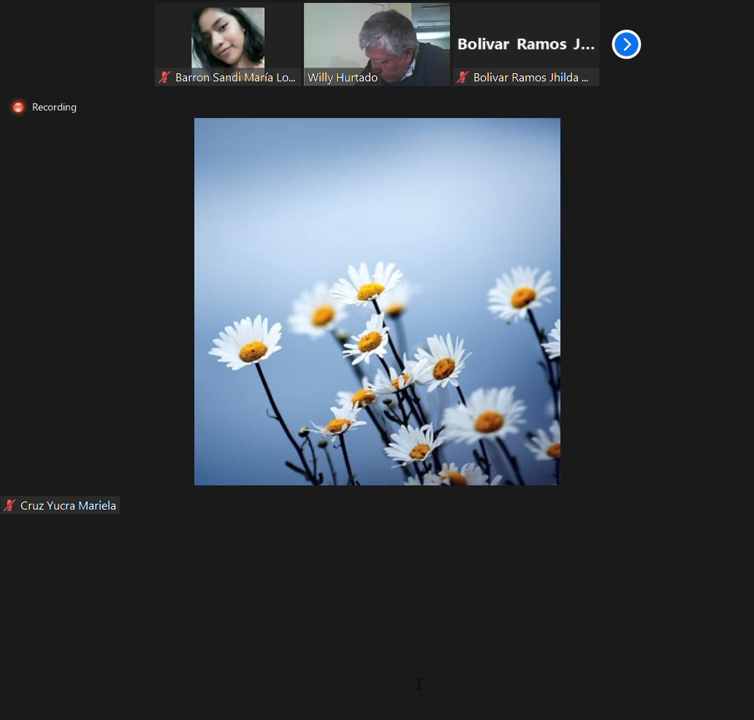 Bolivar Ramos J...
Barron Sandi María Lo...
Willy Hurtado
Bolivar Ramos Jhilda ...
Recording
Cruz Yucra Mariela